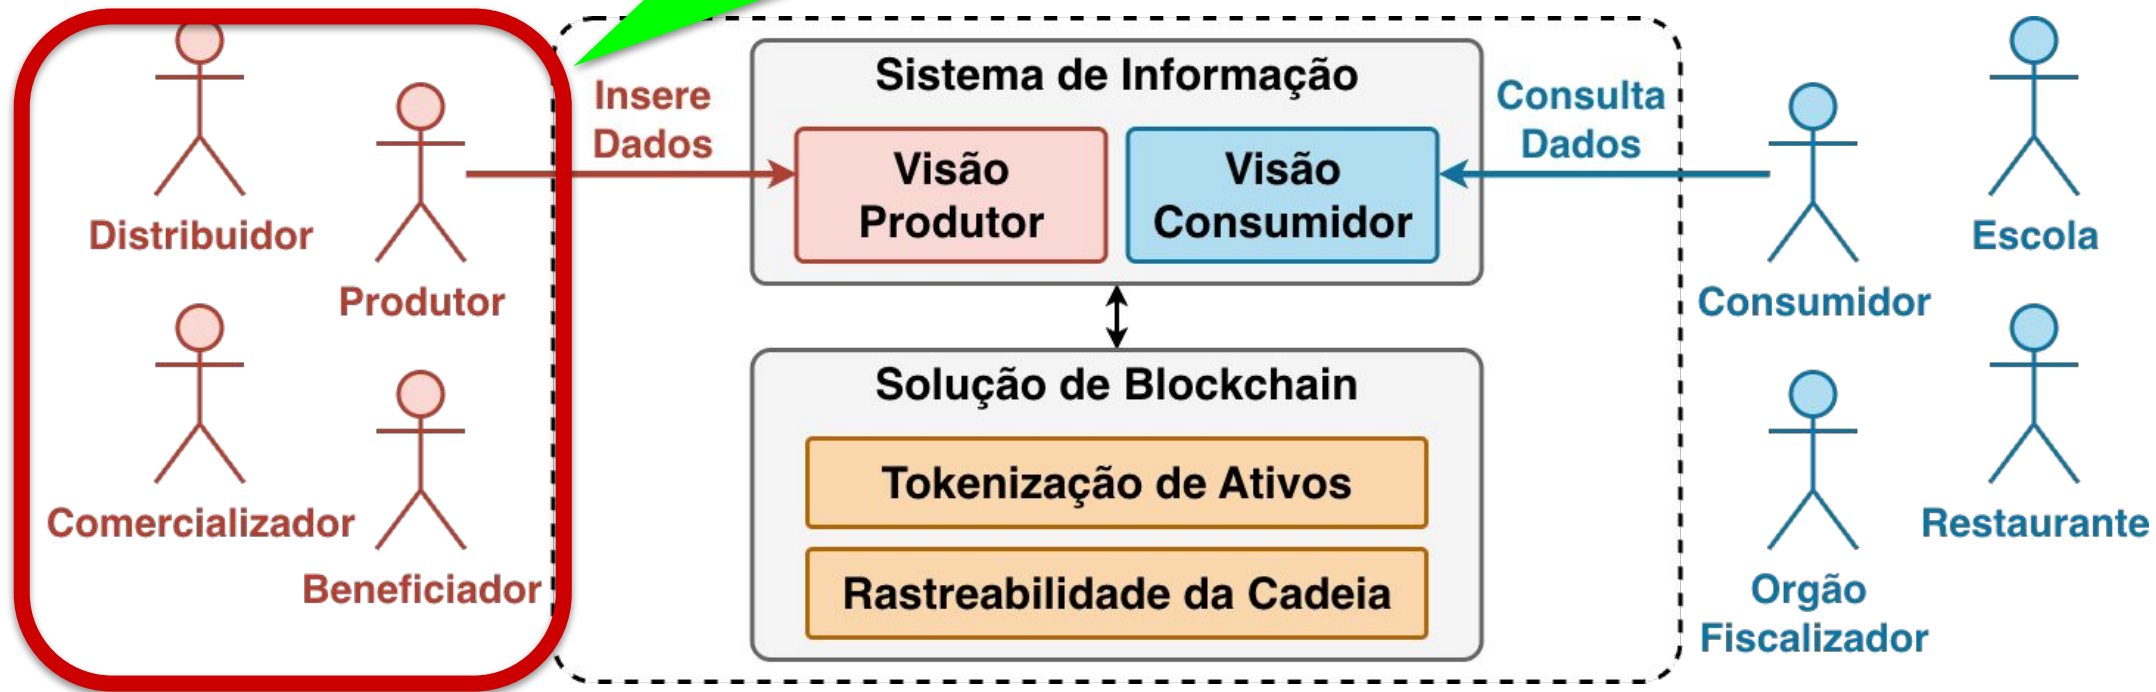 Distribuidor
Produtor
Comercializador
Beneficiador
Insere
Dados
Sistema de Informação
Visão
Produtor
Visão
Consumidor
Consulta
Dados
Solução de Blockchain
Tokenização de Ativos
Rastreabilidade da Cadeia
Consumidor
Escola
Orgão
Fiscalizador
Restaurante